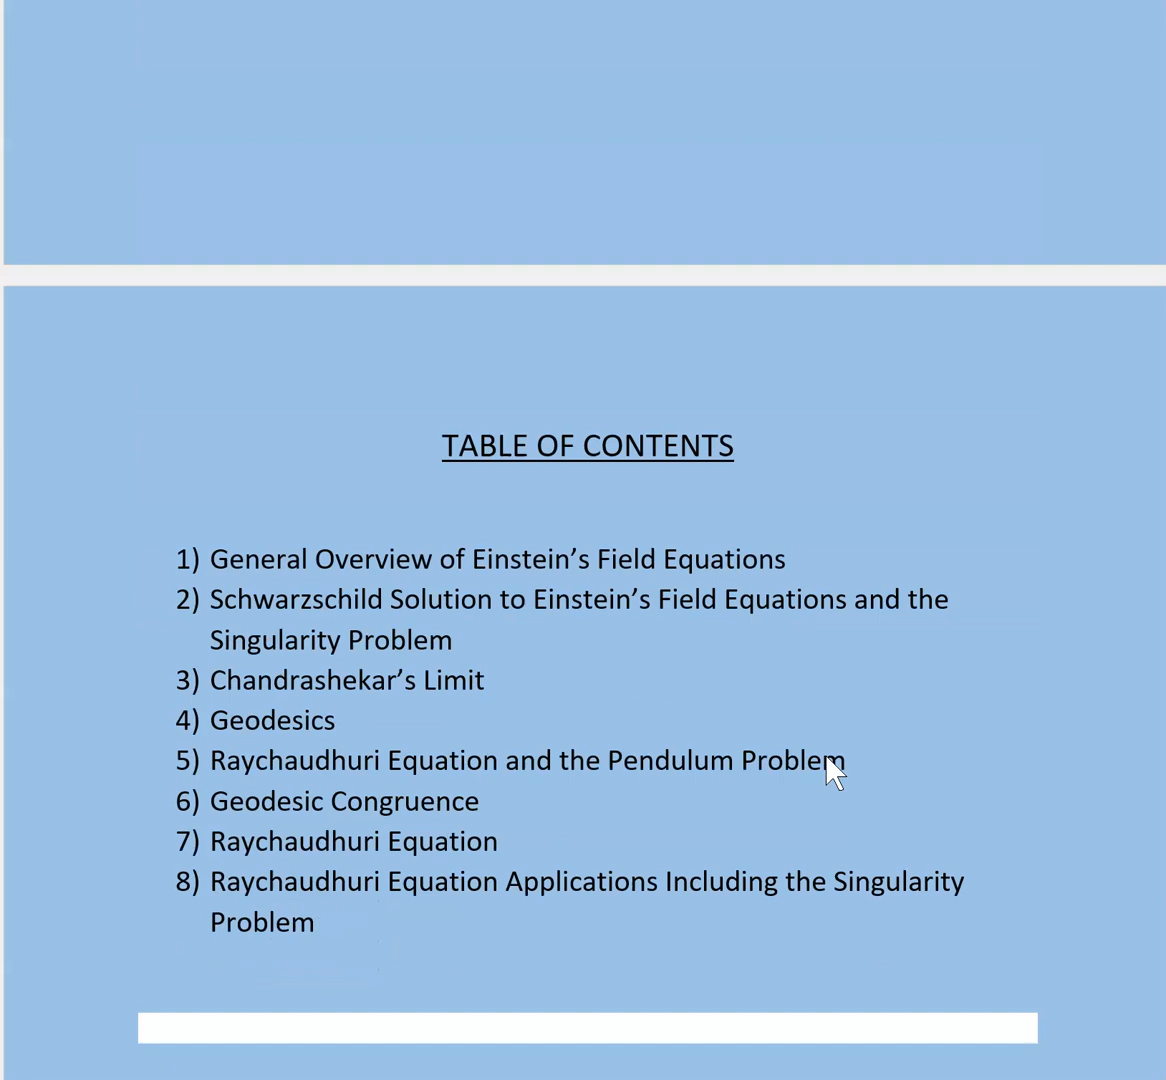 TABLE OF CONTENTS
1) General Overview of Einstein’s Field Equations
2) Schwarzschild Solution to Einstein’s Field Equations and the
Singularity Problem
3) Chandrashekar’s Limit
4) Geodesics
5) Raychaudhuri Equation and the Pendulum Problem
6) Geodesic Congruence
7) Raychaudhuri Equation
8) Raychaudhuri Equation Applications Including the Singularity
Problem